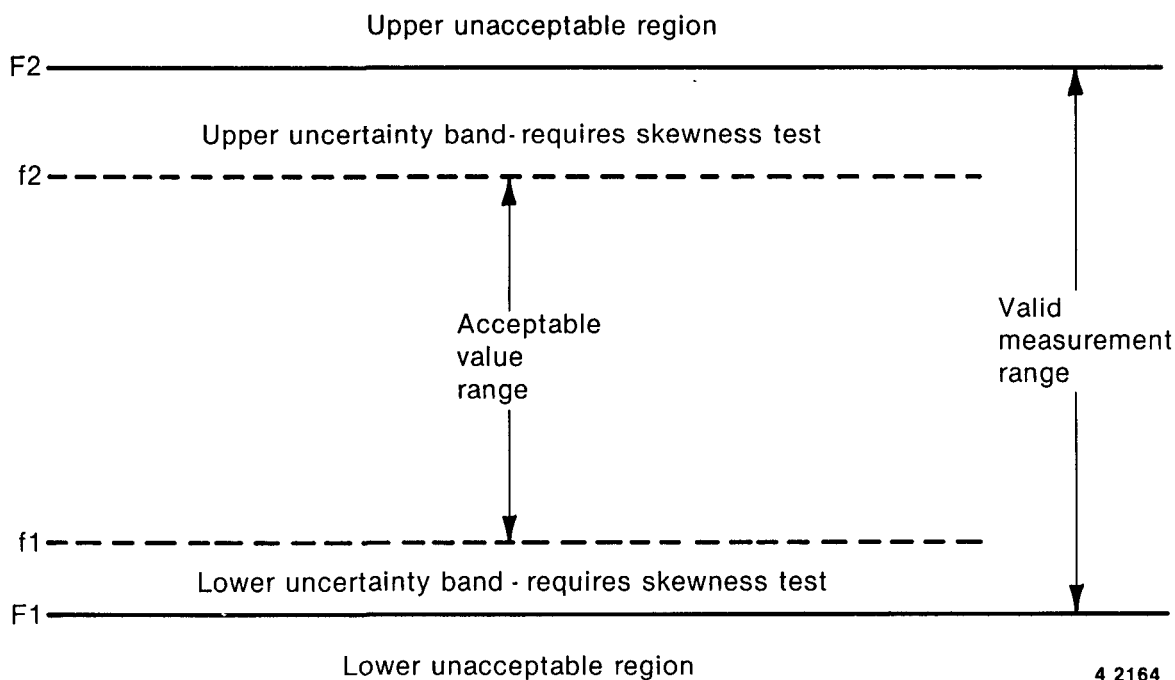 Upper unacceptable region
F2
Upper uncertainty band - requires skewness test
f2
Acceptable
value
range
Valid
measurement
range
f1
Lower uncertainty band - requires skewness test
F1
Lower unacceptable region
4 2164